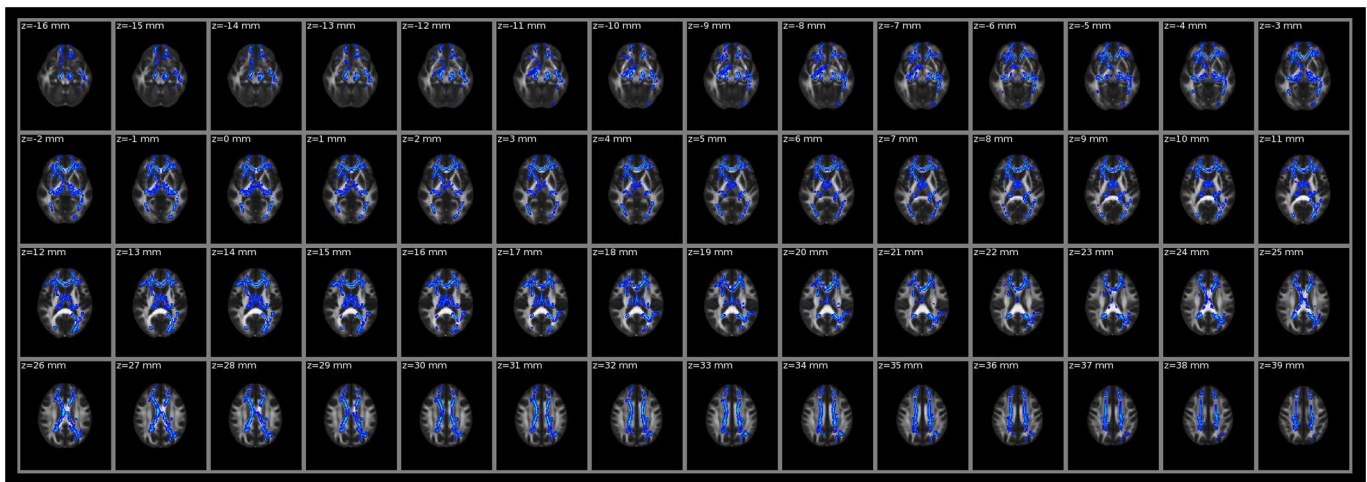 z=-16 mm z=-15 mm z=-14 mm z=-13 mm z=-12 mm z=-11 mm z=-10 mm z=-9 mm z=-8 mm z=-7 mm z=-6 mm z=-5 mm z=-4 mm z=-3 mm
z=-2 mm z=-1 mm z=0 mm z=1 mm z=2 mm z=3 mm z=4 mm z=5 mm z=6 mm z=7 mm z=8 mm z=9 mm z=10 mm z=11 mm
z=12 mm z=13 mm z=14 mm z=15 mm z=16 mm z=17 mm z=18 mm z=19 mm z=20 mm z=21 mm z=22 mm z=23 mm z=24 mm z=25 mm
z=26 mm z=27 mm z=28 mm z=29 mm z=30 mm z=31 mm z=32 mm z=33 mm z=34 mm z=35 mm z=36 mm z=37 mm z=38 mm z=39 mm